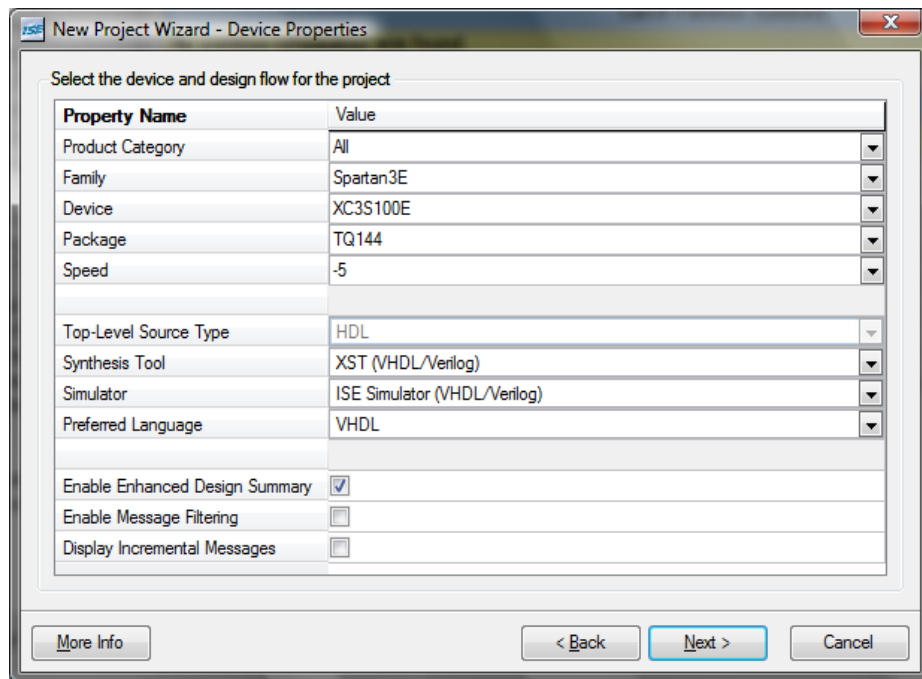 ISE New Project Wizard - Device Properties
Select the device and design flow for the project
Property Name Value
Product Category All
Family Spartan3E
Device XC3S100E
Package TQ144
Speed -5
Top-Level Source Type HDL
Synthesis Tool XST (VHDL/Verilog)
Simulator ISE Simulator (VHDL/Verilog)
Preferred Language VHDL
Enable Enhanced Design Summary
Enable Message Filtering
Display Incremental Messages
More Info < Back Next > Cancel